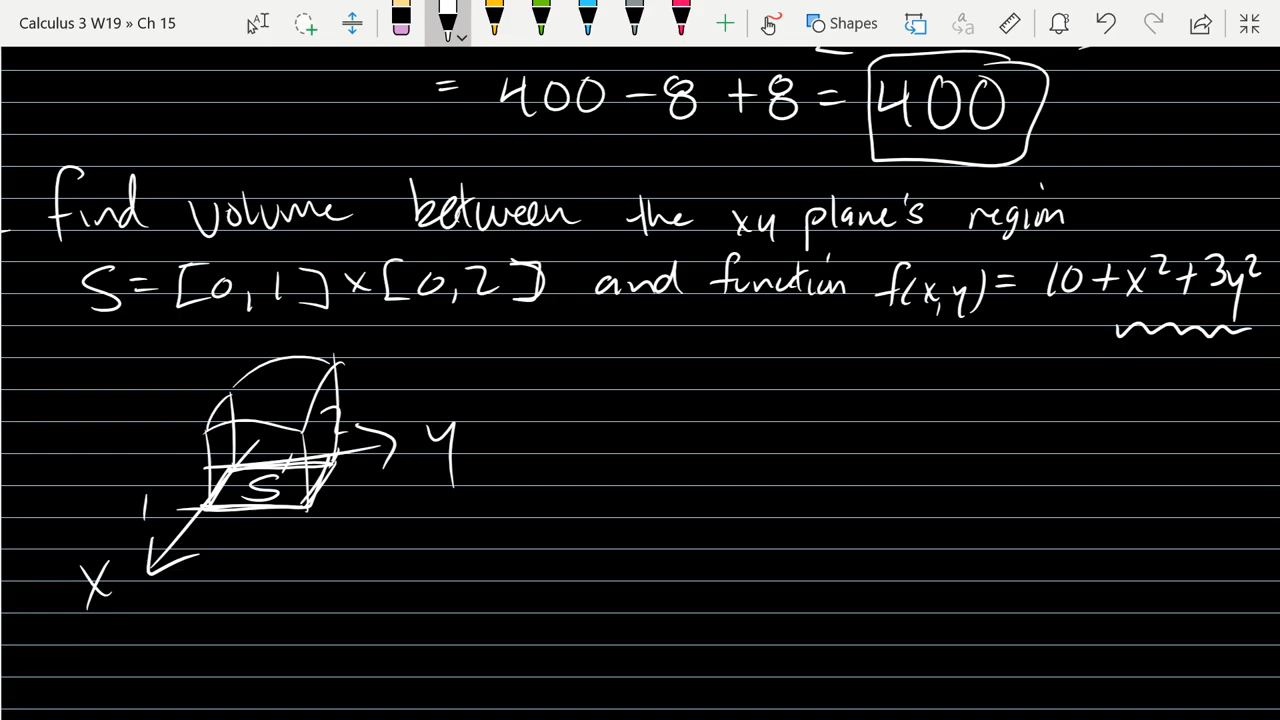 Calculus 3 W19 » Ch 15
Shapes
= 400 - 8 + 8 = 400
find volume between the xy plane's region
S = [0, 1] × [0, 2] and function f(x, y) = 10 + x² + 3y²
2
y
S
1
x